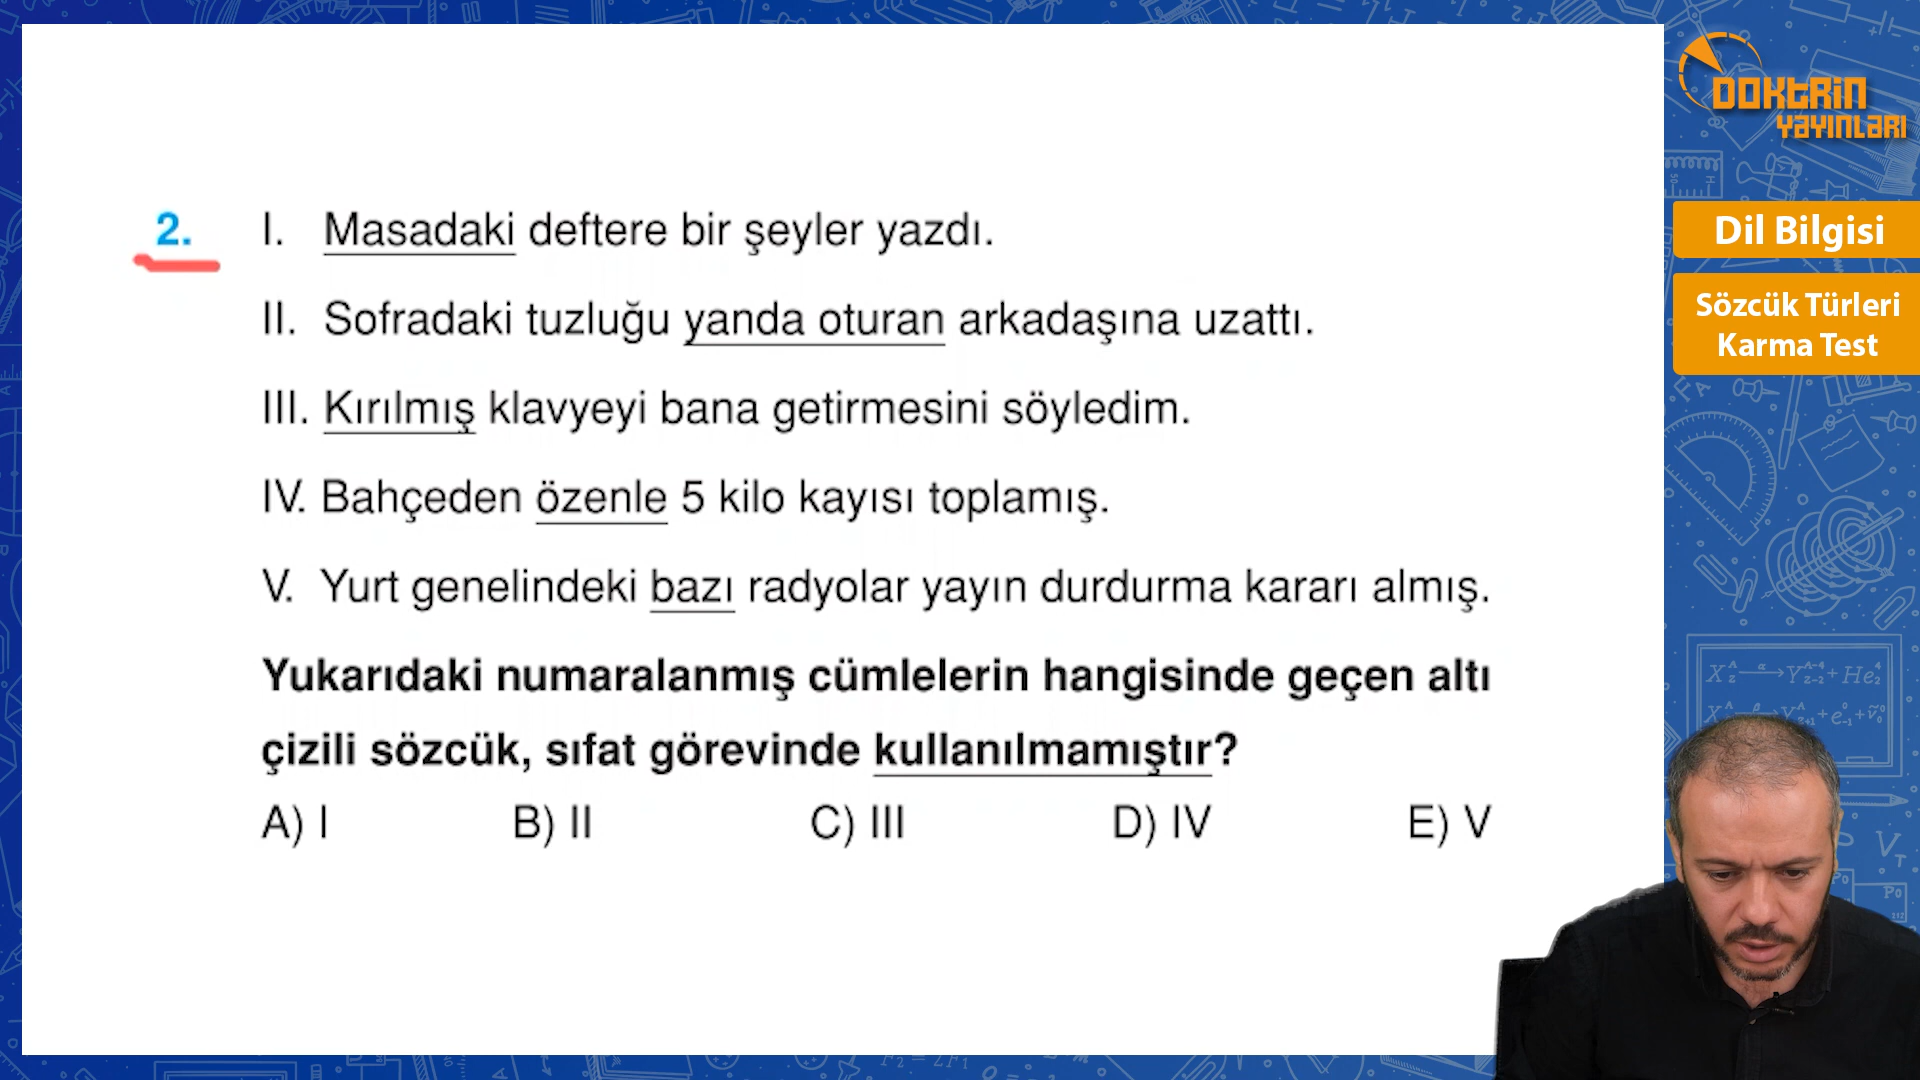 DOKTRiN
YAYINLARI
Dil Bilgisi
Sözcük Türleri
Karma Test
2. I. Masadaki deftere bir şeyler yazdı.
II. Sofradaki tuzluğu yanda oturan arkadaşına uzattı.
III. Kırılmış klavyeyi bana getirmesini söyledim.
IV. Bahçeden özenle 5 kilo kayısı toplamış.
V. Yurt genelindeki bazı radyolar yayın durdurma kararı almış.
Yukarıdaki numaralanmış cümlelerin hangisinde geçen altı
çizili sözcük, sıfat görevinde kullanılmamıştır?
A) I B) II C) III D) IV E) V